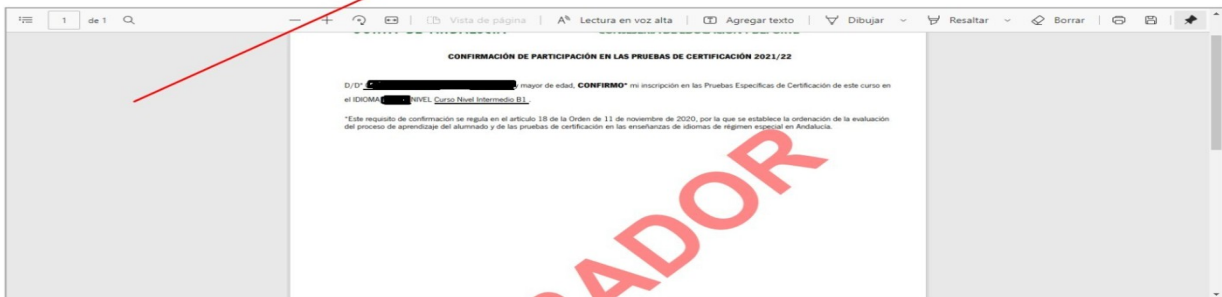 1 de 1 Vista de página Lectura en voz alta Agregar texto Dibujar Resaltar Borrar
CONFIRMACIÓN DE PARTICIPACIÓN EN LAS PRUEBAS DE CERTIFICACIÓN 2021/22
D/Dª mayor de edad, CONFIRMO* mi inscripción en las Pruebas Específicas de Certificación de este curso en
el IDIOMA NIVEL Curso Nivel Intermedio B1 .
*Este requisito de confirmación se regula en el artículo 18 de la Orden de 11 de noviembre de 2020, por la que se establece la ordenación de la evaluación
del proceso de aprendizaje del alumnado y de las pruebas de certificación en las enseñanzas de idiomas de régimen especial en Andalucía.
ADOR